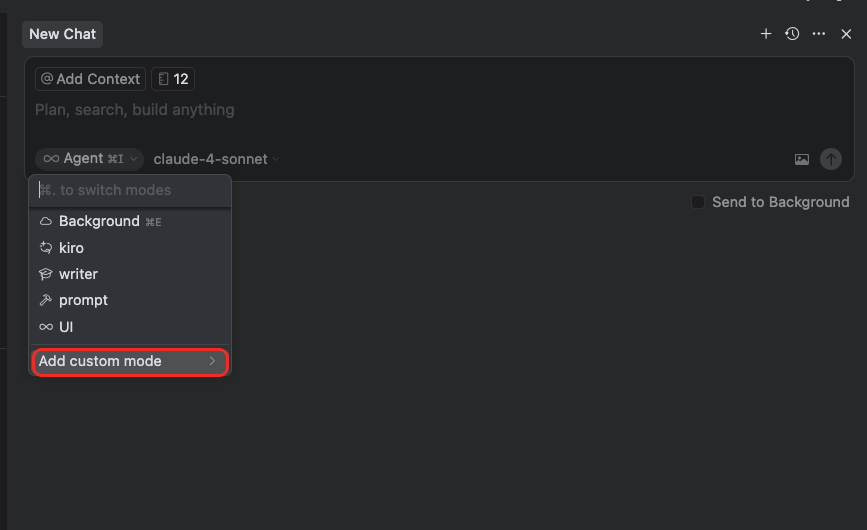 New Chat
@ Add Context 12
Plan, search, build anything
Agent ⌘I claude-4-sonnet
⌘. to switch modes
Send to Background
Background ⌘E
kiro
writer
prompt
UI
Add custom mode